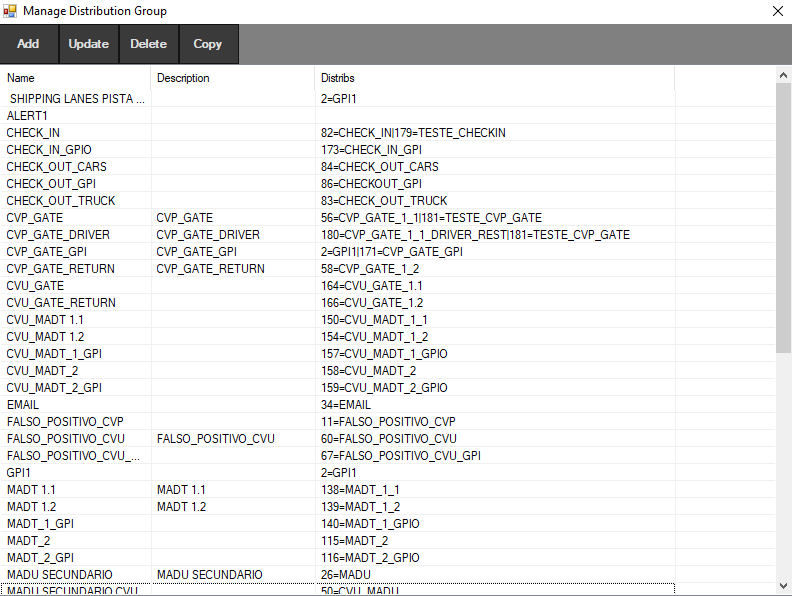 Manage Distribution Group
Add Update Delete Copy
Name Description Distribs
SHIPPING LANES PISTA ... 2=GPI1
ALERT1
CHECK_IN 82=CHECK_IN|179=TESTE_CHECKIN
CHECK_IN_GPIO 173=CHECK_IN_GPI
CHECK_OUT_CARS 84=CHECK_OUT_CARS
CHECK_OUT_GPI 86=CHECKOUT_GPI
CHECK_OUT_TRUCK 83=CHECK_OUT_TRUCK
CVP_GATE CVP_GATE 56=CVP_GATE_1_1|181=TESTE_CVP_GATE
CVP_GATE_DRIVER CVP_GATE_DRIVER 180=CVP_GATE_1_1_DRIVER_REST|181=TESTE_CVP_GATE
CVP_GATE_GPI CVP_GATE_GPI 2=GPI1|171=CVP_GATE_GPI
CVP_GATE_RETURN CVP_GATE_RETURN 58=CVP_GATE_1_2
CVU_GATE 164=CVU_GATE_1.1
CVU_GATE_RETURN 166=CVU_GATE_1.2
CVU_MADT 1.1 150=CVU_MADT_1_1
CVU_MADT 1.2 154=CVU_MADT_1_2
CVU_MADT_1_GPI 157=CVU_MADT_1_GPIO
CVU_MADT_2 158=CVU_MADT_2
CVU_MADT_2_GPI 159=CVU_MADT_2_GPIO
EMAIL 34=EMAIL
FALSO_POSITIVO_CVP 11=FALSO_POSITIVO_CVP
FALSO_POSITIVO_CVU FALSO_POSITIVO_CVU 60=FALSO_POSITIVO_CVU
FALSO_POSITIVO_CVU_... 67=FALSO_POSITIVO_CVU_GPI
GPI1 2=GPI1
MADT 1.1 MADT 1.1 138=MADT_1_1
MADT 1.2 MADT 1.2 139=MADT_1_2
MADT_1_GPI 140=MADT_1_GPIO
MADT_2 115=MADT_2
MADT_2_GPI 116=MADT_2_GPIO
MADU SECUNDARIO MADU SECUNDARIO 26=MADU
MADU SECUNDARIO CVU 50=CVU_MADU